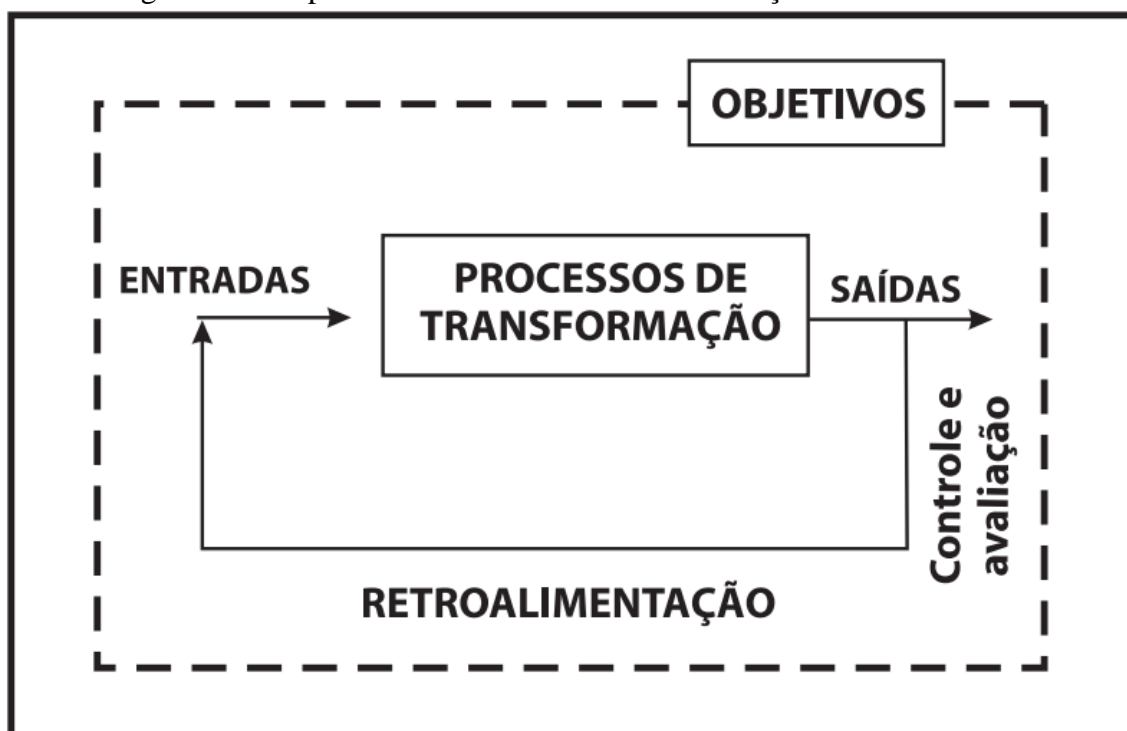 OBJETIVOS
ENTRADAS
PROCESSOS DE
TRANSFORMAÇÃO
SAÍDAS
Controle e
avaliação
RETROALIMENTAÇÃO